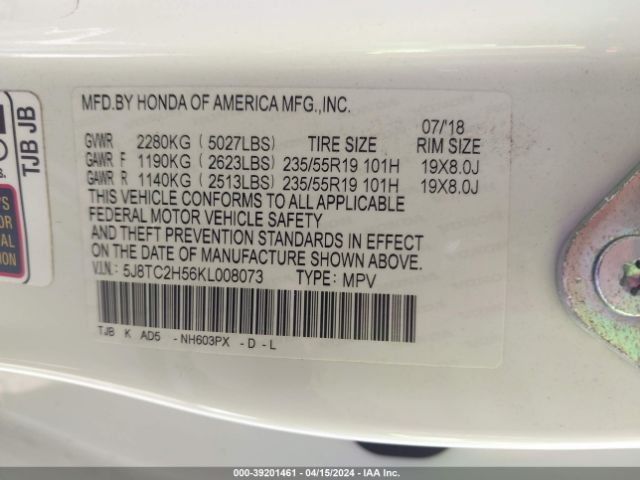 MFD.BY HONDA OF AMERICA MFG.,INC.
07/'18
GVWR 2280KG ( 5027LBS) TIRE SIZE RIM SIZE
GAWR F 1190KG ( 2623LBS) 235/55R19 101H 19X8.0J
GAWR R 1140KG ( 2513LBS) 235/55R19 101H 19X8.0J
THIS VEHICLE CONFORMS TO ALL APPLICABLE
FEDERAL MOTOR VEHICLE SAFETY
AND THEFT PREVENTION STANDARDS IN EFFECT
ON THE DATE OF MANUFACTURE SHOWN ABOVE.
V.I.N.: 5J8TC2H56KL008073 TYPE: MPV
TJB K AD5 -NH603PX -D-L
TJB JB
000-39201461 - 04/15/2024 - IAA Inc.